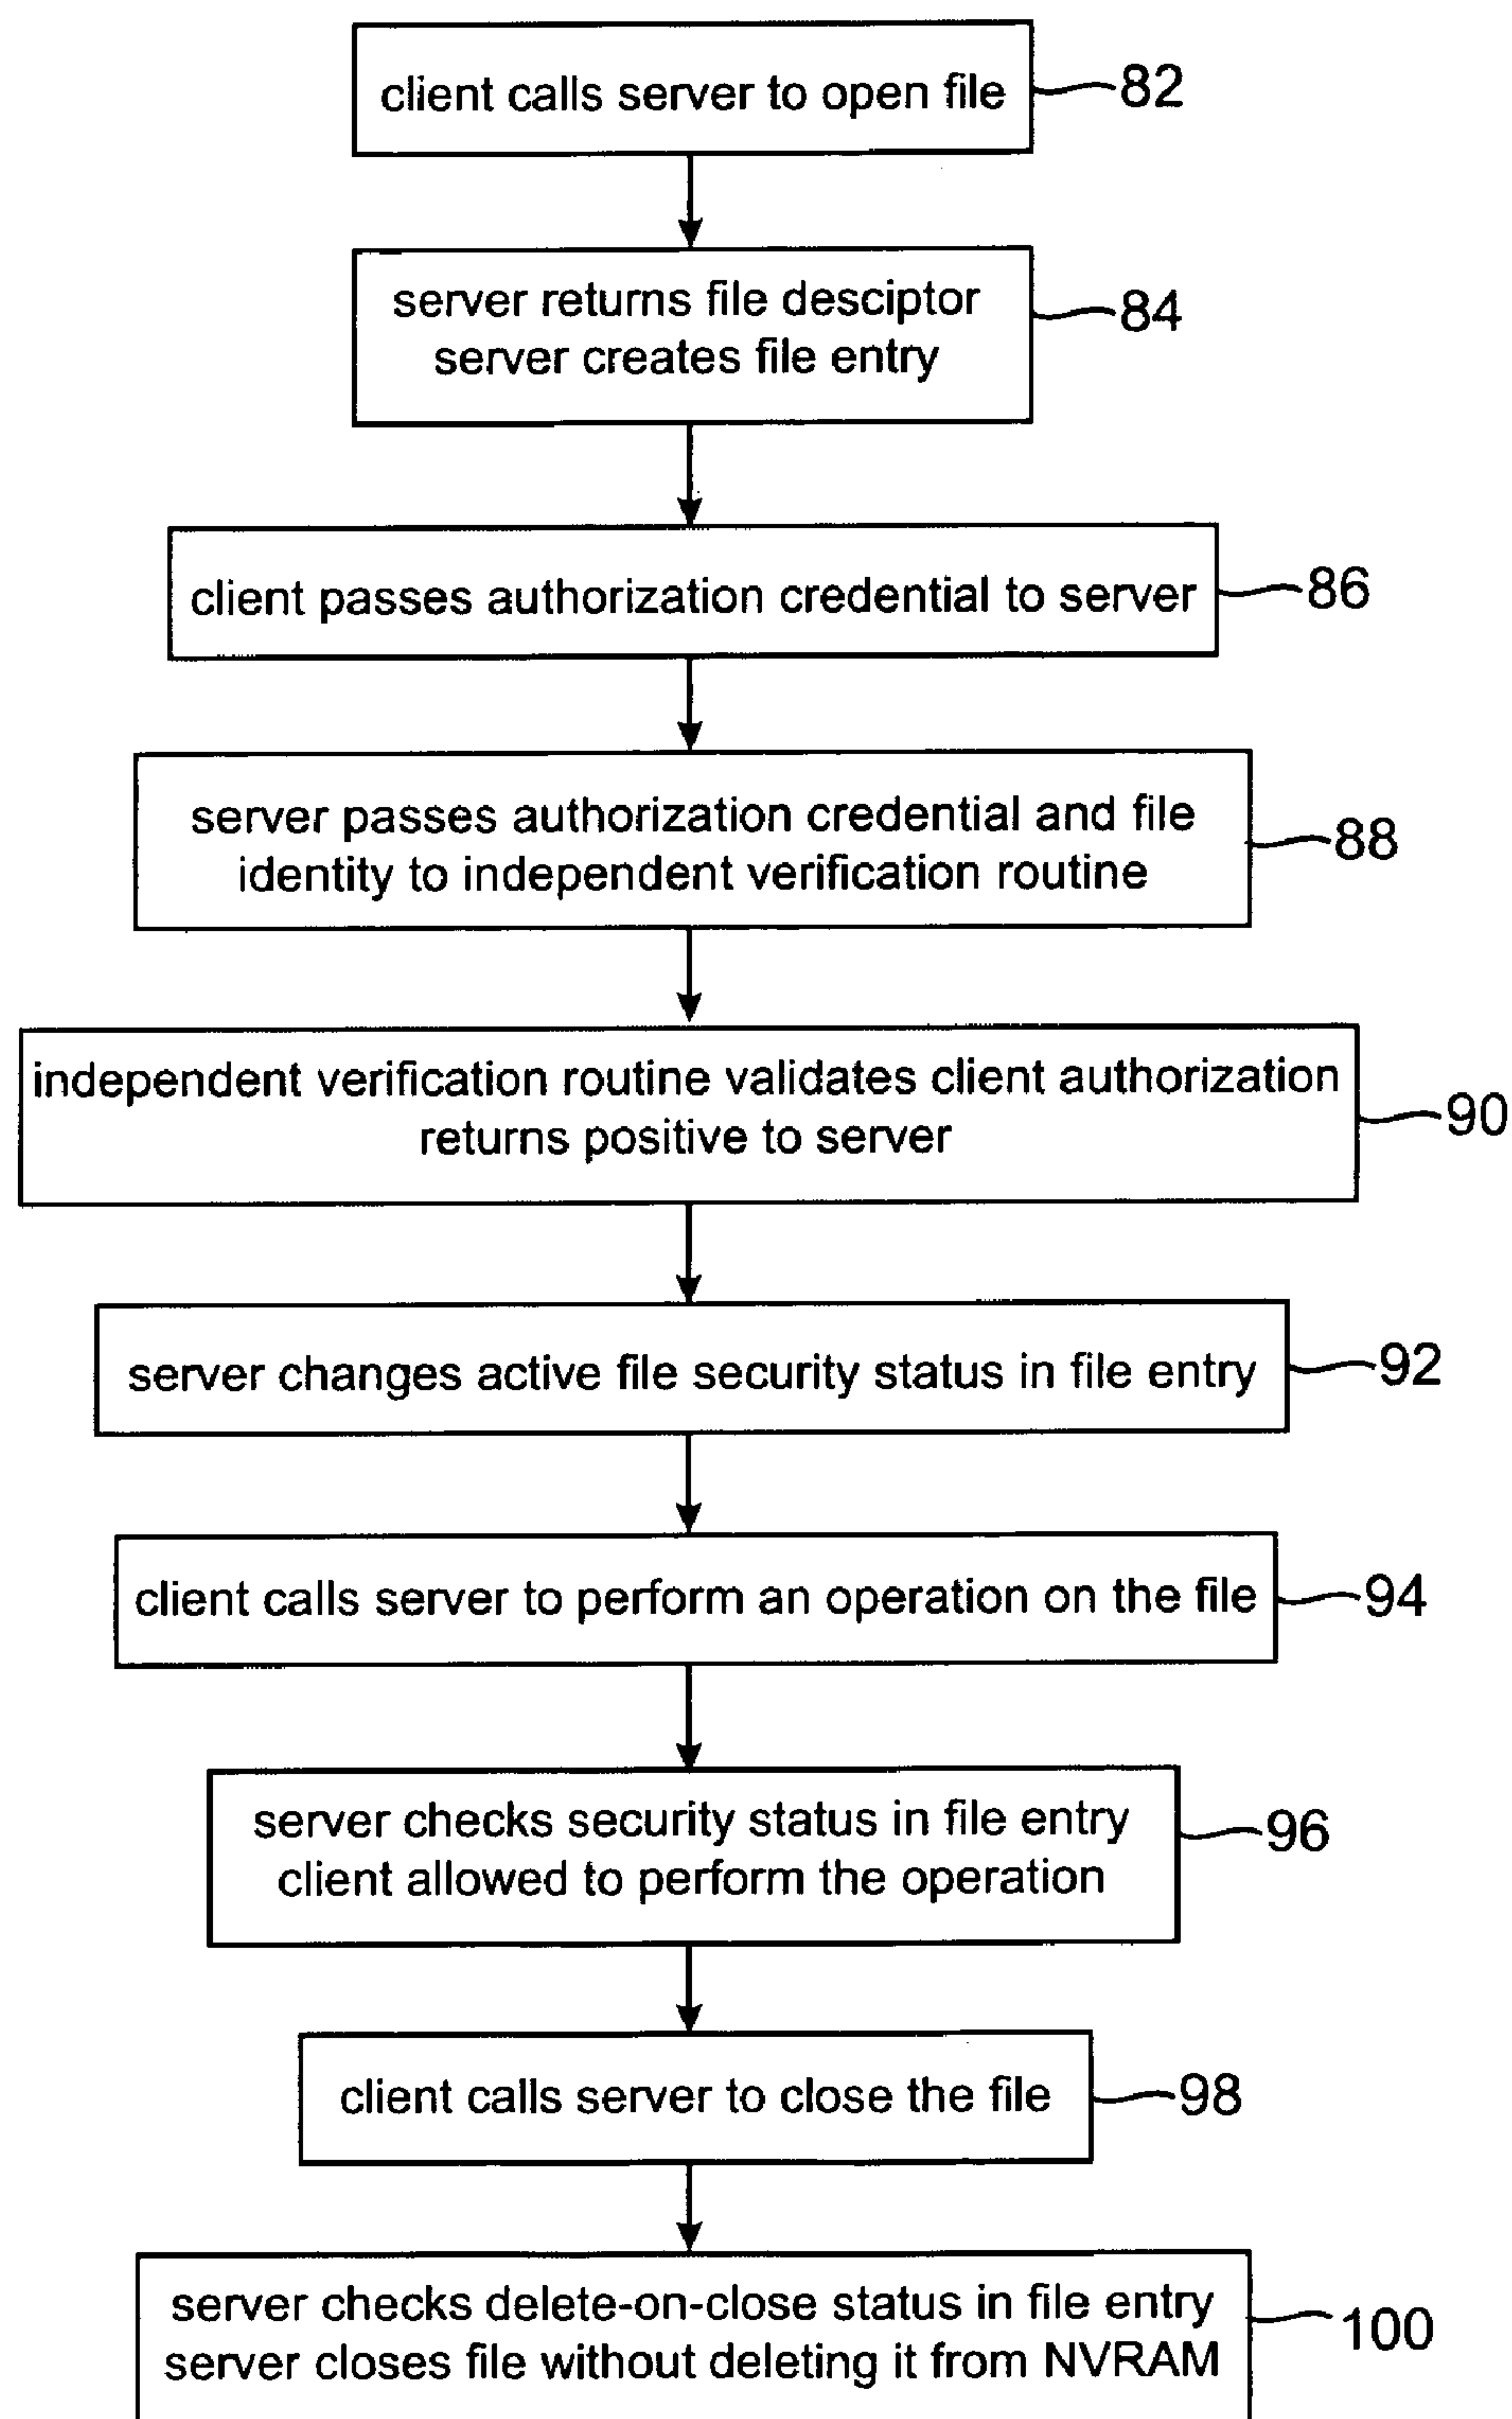 client calls server to open file
82
server returns file desciptor
server creates file entry
84
client passes authorization credential to server
86
server passes authorization credential and file
identity to independent verification routine
88
independent verification routine validates client authorization
returns positive to server
90
server changes active file security status in file entry
92
client calls server to perform an operation on the file
94
server checks security status in file entry
client allowed to perform the operation
96
client calls server to close the file
98
server checks delete-on-close status in file entry
server closes file without deleting it from NVRAM
100